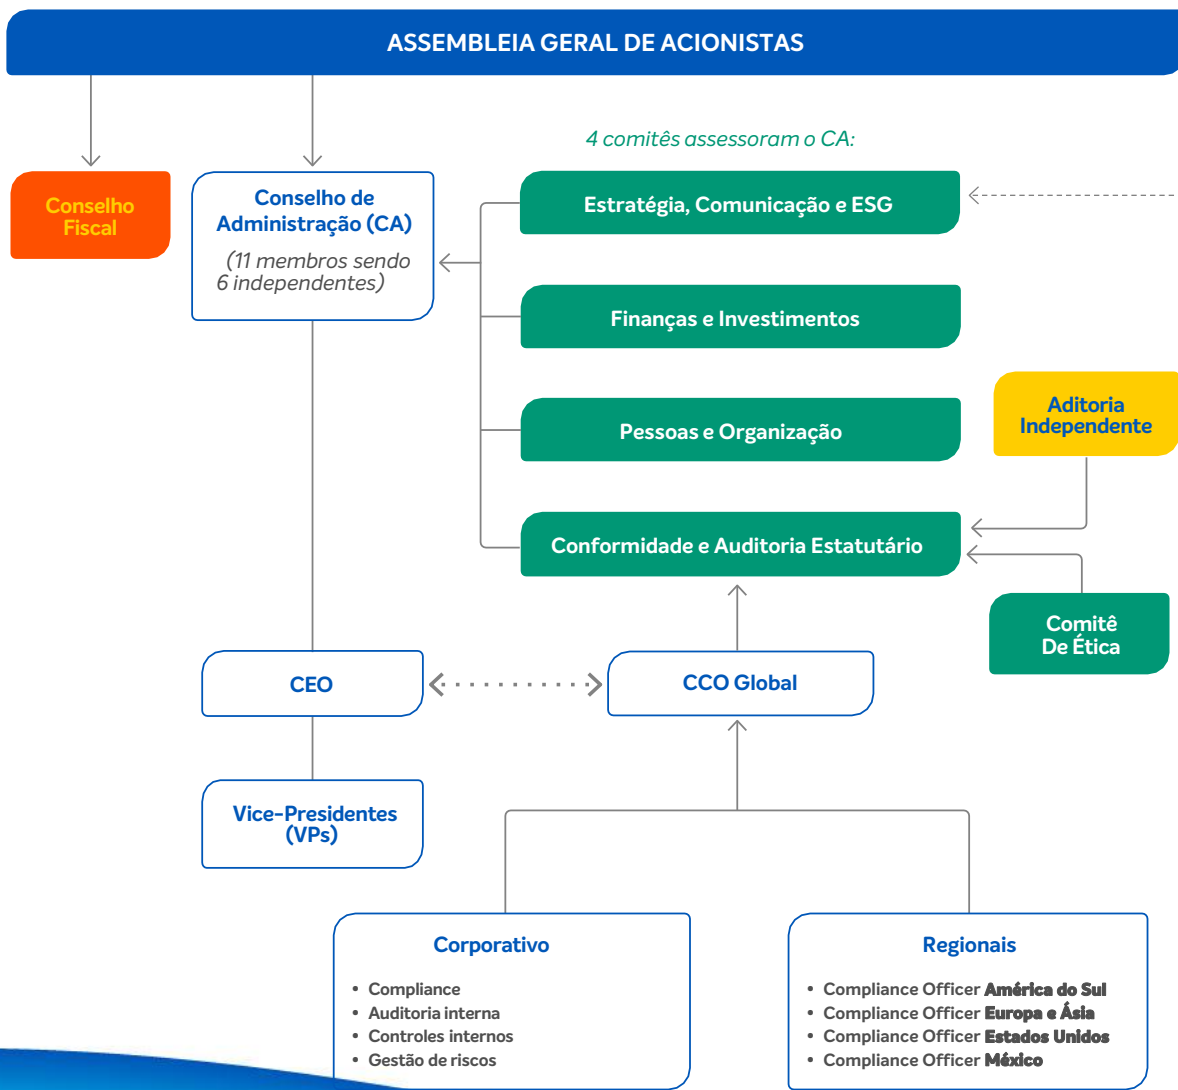 ASSEMBLEIA GERAL DE ACIONISTAS
4 comitês assessoram o CA:
Conselho
Fiscal
Conselho de
Administração (CA)
(11 membros sendo
6 independentes)
Estratégia, Comunicação e ESG
Finanças e Investimentos
Pessoas e Organização
Conformidade e Auditoria Estatutário
Aditoria
Independente
Comitê
De Ética
CEO
CCO Global
Vice-Presidentes
(VPs)
Corporativo
• Compliance
• Auditoria interna
• Controles internos
• Gestão de riscos
Regionais
• Compliance Officer América do Sul
• Compliance Officer Europa e Ásia
• Compliance Officer Estados Unidos
• Compliance Officer México